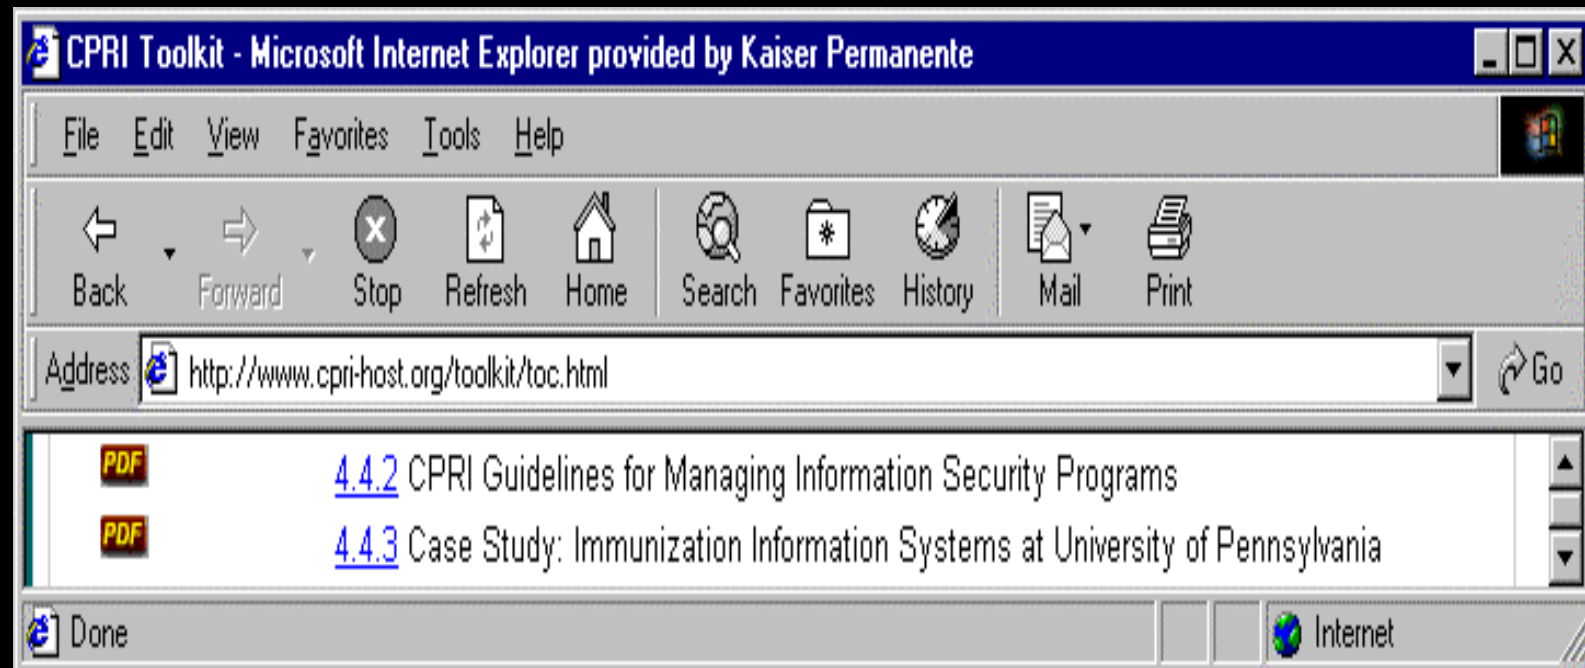 CPRI Toolkit - Microsoft Internet Explorer provided by Kaiser Permanente
File Edit View Favorites Tools Help
Back Forward Stop Refresh Home Search Favorites History Mail Print
Address http://www.cpri-host.org/toolkit/toc.html Go
PDF 4.4.2 CPRI Guidelines for Managing Information Security Programs
PDF 4.4.3 Case Study: Immunization Information Systems at University of Pennsylvania
Done Internet